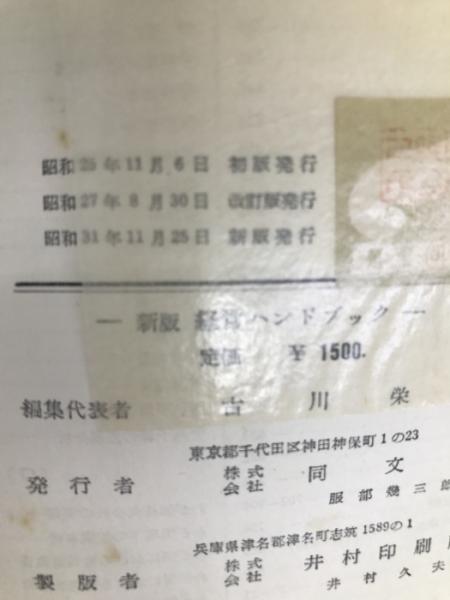 昭和25年11月6日 初版発行
昭和27年8月30日 改訂版発行
昭和31年11月25日 新版発行
― 新版 経営ハンドブック ―
定価 ¥ 1500.
編集代表者 古川栄
東京都千代田区神田神保町1の23
発行者 株式会社 同文
服部幾三郎
兵庫県津名郡津名町志筑1589の1
製版者 株式会社 井村印刷
井村久夫